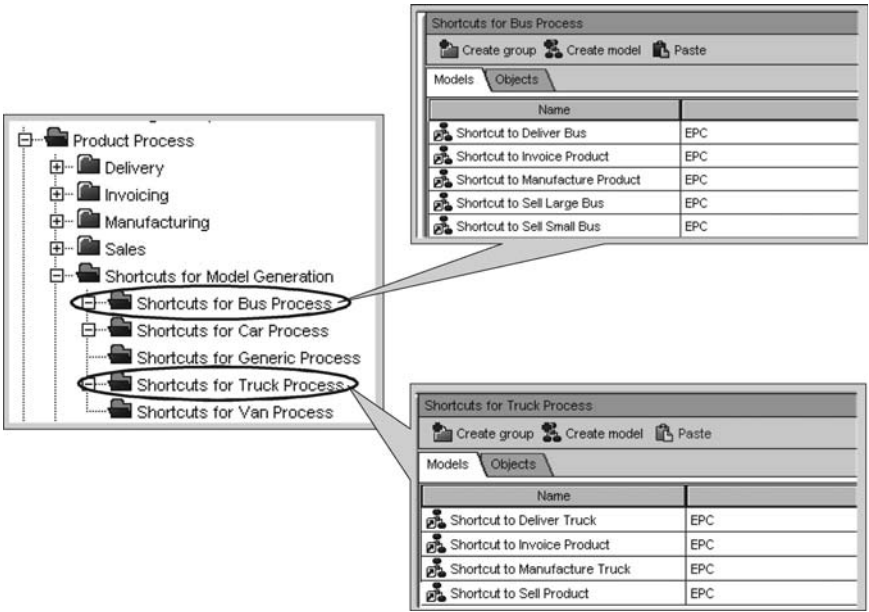 Shortcuts for Bus Process
Create group Create model Paste
Models Objects
Name
Shortcut to Deliver Bus EPC
Shortcut to Invoice Product EPC
Shortcut to Manufacture Product EPC
Shortcut to Sell Large Bus EPC
Shortcut to Sell Small Bus EPC
Product Process
Delivery
Invoicing
Manufacturing
Sales
Shortcuts for Model Generation
Shortcuts for Bus Process
Shortcuts for Car Process
Shortcuts for Generic Process
Shortcuts for Truck Process
Shortcuts for Van Process
Shortcuts for Truck Process
Create group Create model Paste
Models Objects
Name
Shortcut to Deliver Truck EPC
Shortcut to Invoice Product EPC
Shortcut to Manufacture Truck EPC
Shortcut to Sell Product EPC